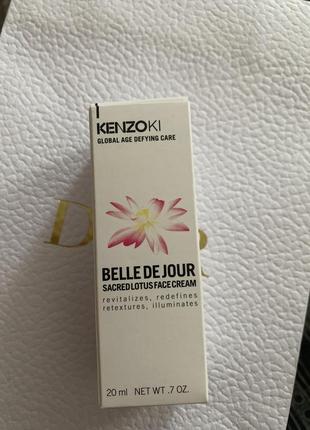 KENZOKI
GLOBAL AGE DEFYING CARE
BELLE DE JOUR
SACRED LOTUS FACE CREAM
revitalizes, redefines
retextures, illuminates
20 ml NET WT .7 OZ.
D
R